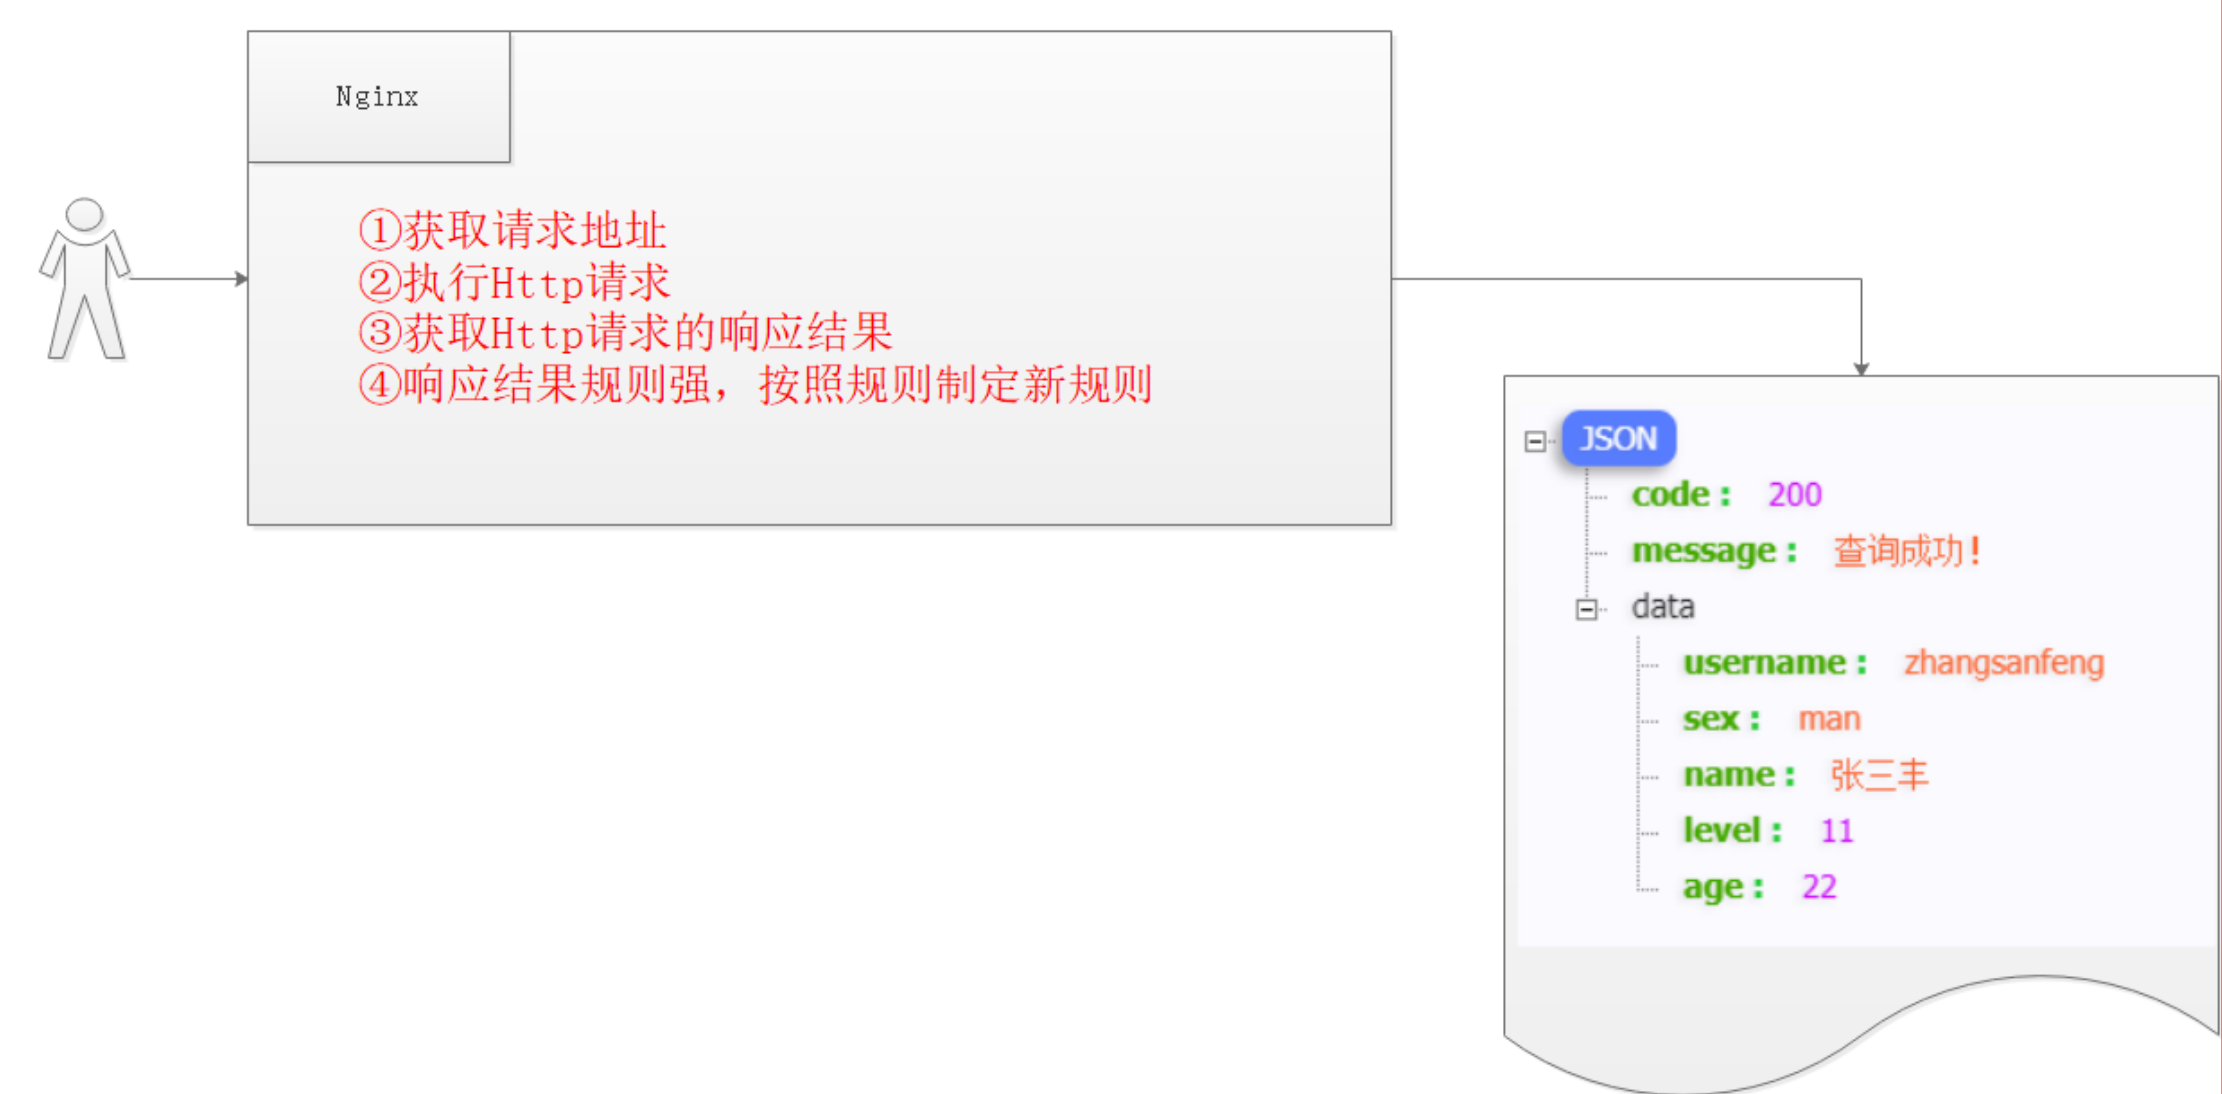 Nginx
①获取请求地址
②执行Http请求
③获取Http请求的响应结果
④响应结果规则强，按照规则制定新规则
JSON
code： 200
message： 查询成功!
data
username： zhangsanfeng
sex： man
name： 张三丰
level： 11
age： 22